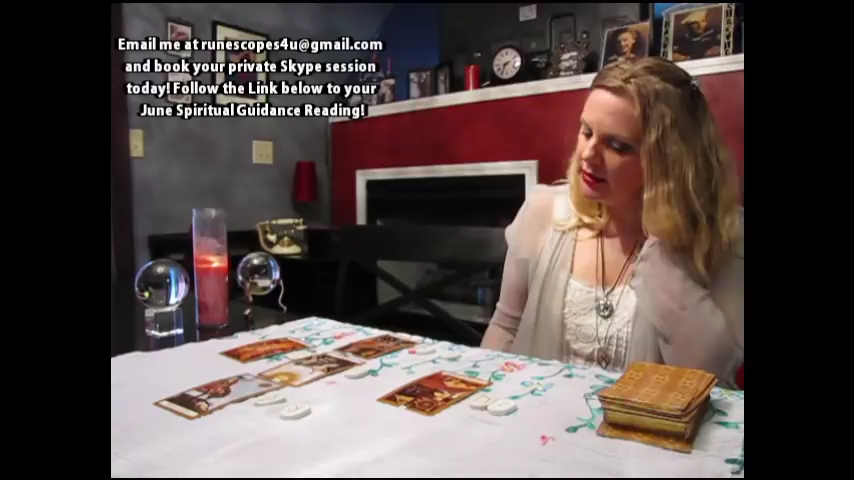 Email me at runescopes4u@gmail.com
and book your private Skype session
today! Follow the Link below to your
June Spiritual Guidance Reading!